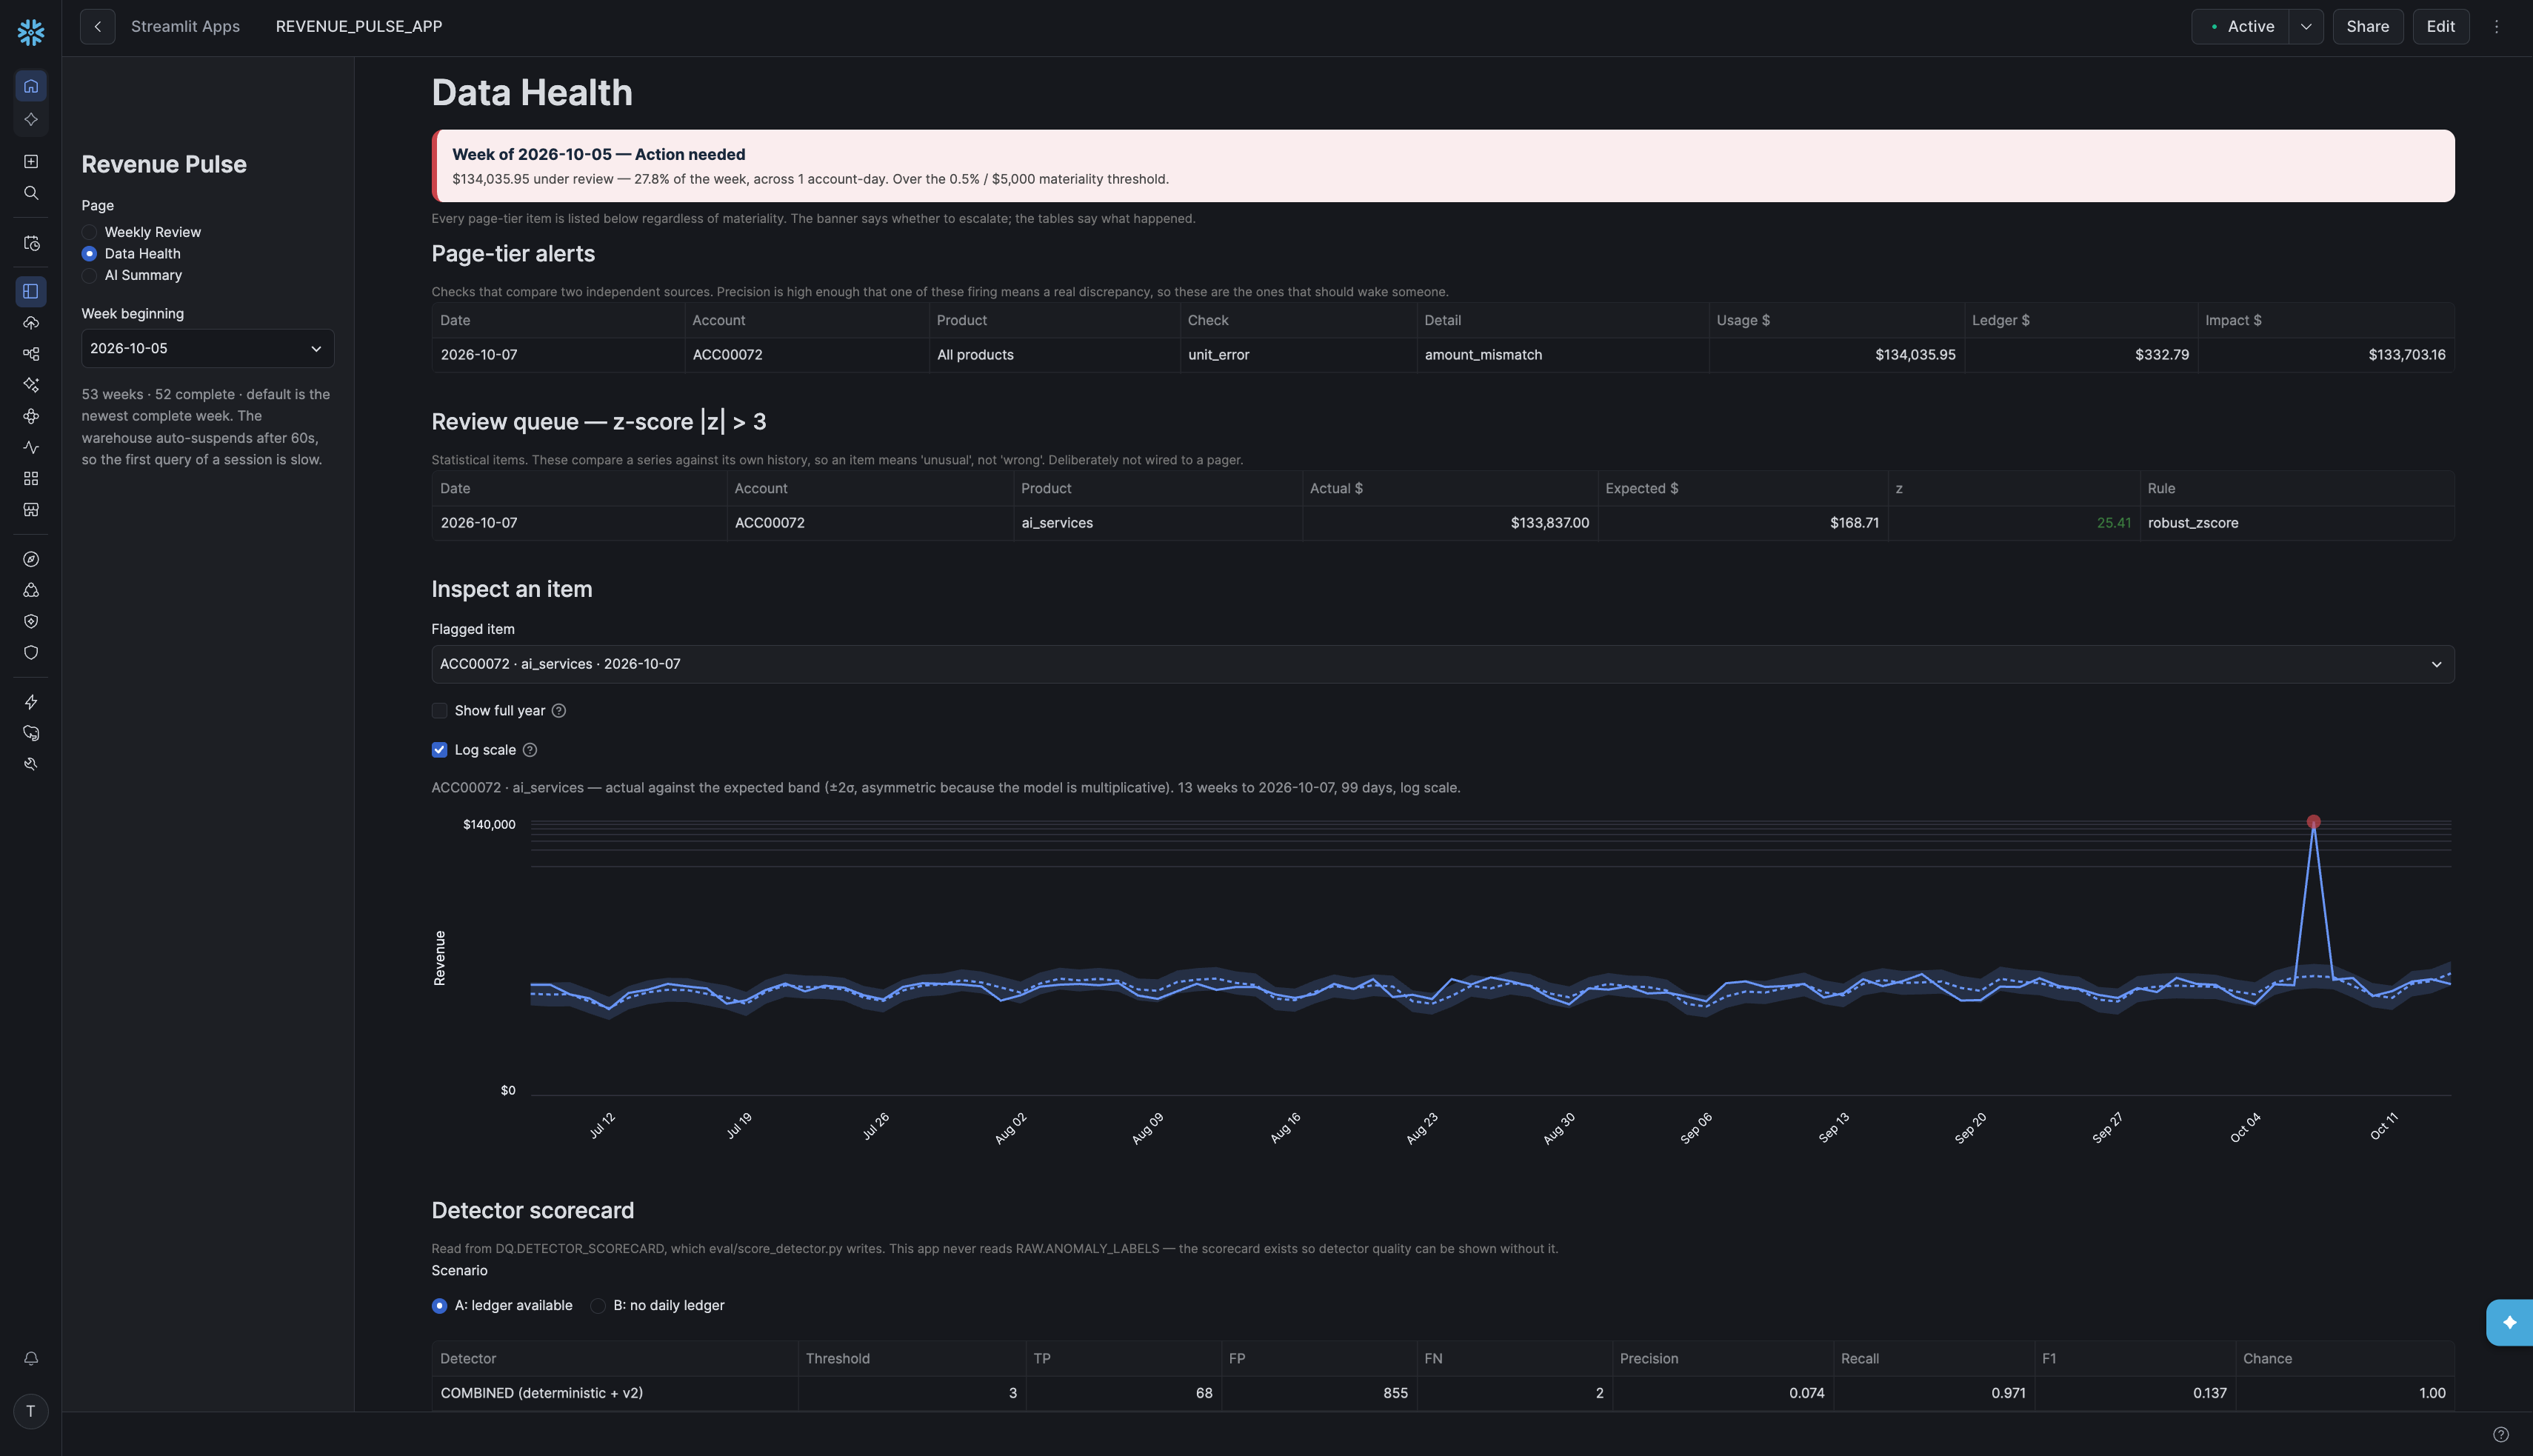 Streamlit Apps
REVENUE_PULSE_APP
Active
Share
Edit
Revenue Pulse
Page
Weekly Review
Data Health
AI Summary
Week beginning
2026-10-05
53 weeks · 52 complete · default is the
newest complete week. The
warehouse auto-suspends after 60s,
so the first query of a session is slow.
T
Data Health
Week of 2026-10-05 — Action needed
$134,035.95 under review — 27.8% of the week, across 1 account-day. Over the 0.5% / $5,000 materiality threshold.
Every page-tier item is listed below regardless of materiality. The banner says whether to escalate; the tables say what happened.
Page-tier alerts
Checks that compare two independent sources. Precision is high enough that one of these firing means a real discrepancy, so these are the ones that should wake someone.
Date Account Product Check Detail Usage $ Ledger $ Impact $
2026-10-07 ACC00072 All products unit_error amount_mismatch $134,035.95 $332.79 $133,703.16
Review queue — z-score |z| > 3
Statistical items. These compare a series against its own history, so an item means 'unusual', not 'wrong'. Deliberately not wired to a pager.
Date Account Product Actual $ Expected $ z Rule
2026-10-07 ACC00072 ai_services $133,837.00 $168.71 25.41 robust_zscore
Inspect an item
Flagged item
ACC00072 · ai_services · 2026-10-07
Show full year
Log scale
ACC00072 · ai_services — actual against the expected band (±2σ, asymmetric because the model is multiplicative). 13 weeks to 2026-10-07, 99 days, log scale.
$140,000
Revenue
$0
Jul 12 Jul 19 Jul 26 Aug 02 Aug 09 Aug 16 Aug 23 Aug 30 Sep 06 Sep 13 Sep 20 Sep 27 Oct 04 Oct 11
Detector scorecard
Read from DQ.DETECTOR_SCORECARD, which eval/score_detector.py writes. This app never reads RAW.ANOMALY_LABELS — the scorecard exists so detector quality can be shown without it.
Scenario
A: ledger available B: no daily ledger
Detector Threshold TP FP FN Precision Recall F1 Chance
COMBINED (deterministic + v2) 3 68 855 2 0.074 0.971 0.137 1.00